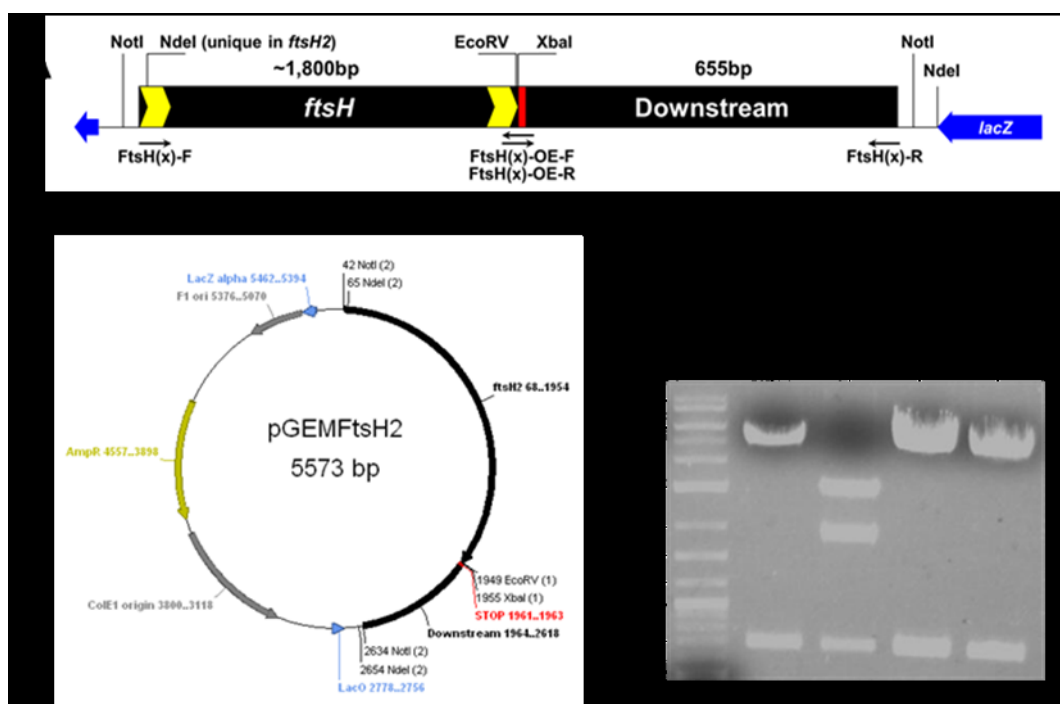 NotI NdeI (unique in ftsH2) EcoRV XbaI NotI
~1,800bp 655bp NdeI
ftsH Downstream lacZ
FtsH(x)-F FtsH(x)-OE-F FtsH(x)-R
FtsH(x)-OE-R
42 NotI (2)
LacZ alpha 5462..5394
65 NdeI (2)
F1 ori 5376..5070
ftsH2 68..1954
pGEMFtsH2
AmpR 4557..3898
5573 bp
1949 EcoRV (1)
1955 XbaI (1)
ColE1 origin 3800..3118
STOP 1961..1963
Downstream 1964..2618
2634 NotI (2)
2654 NdeI (2)
LacO 2778..2756